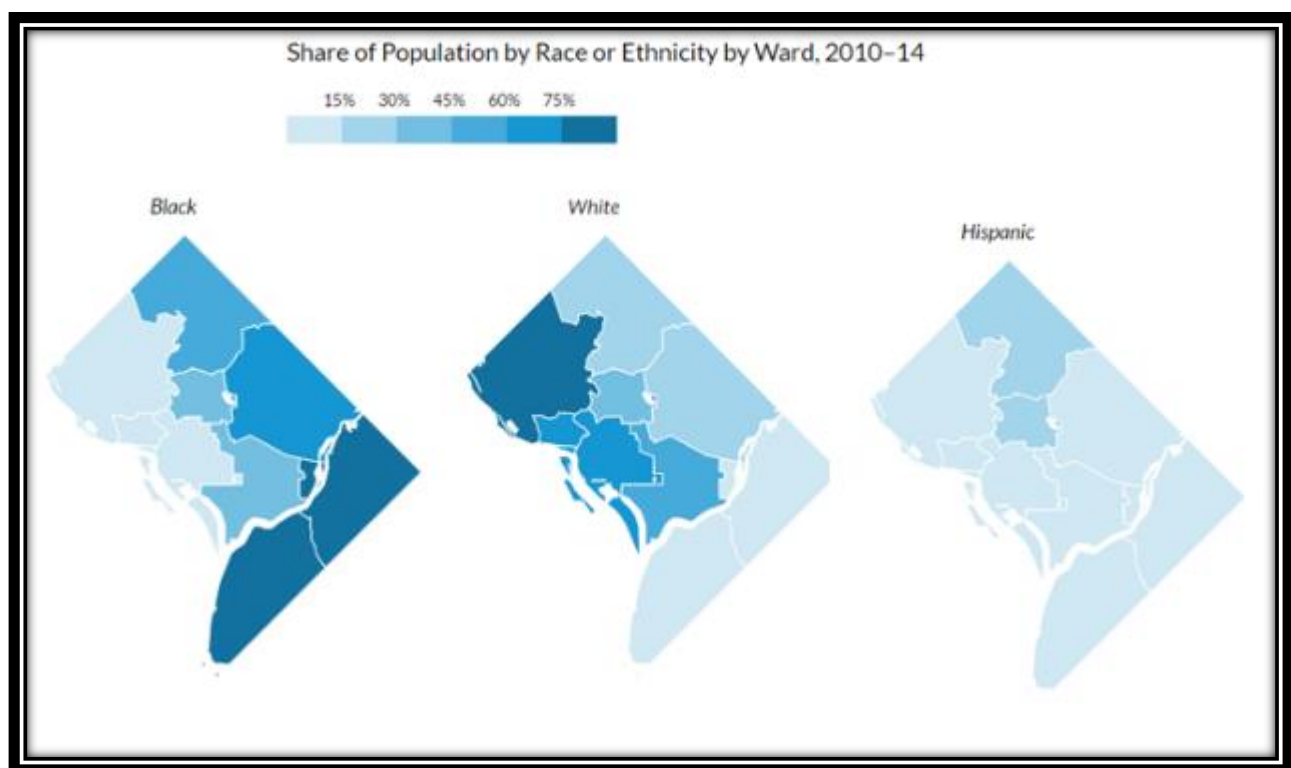 Share of Population by Race or Ethnicity by Ward, 2010–14
15% 30% 45% 60% 75%
Black
White
Hispanic